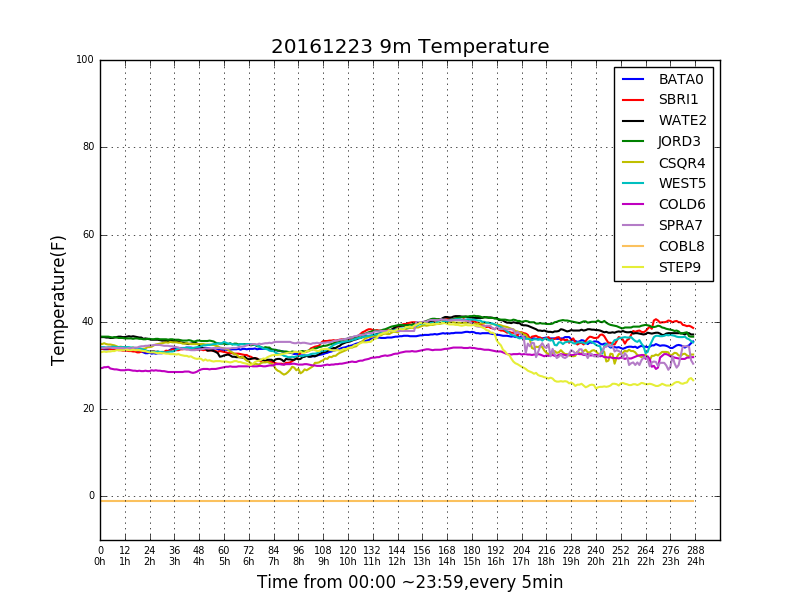 20161223 9m Temperature
BATA0
SBRI1
WATE2
JORD3
CSQR4
WEST5
COLD6
SPRA7
COBL8
STEP9
Temperature(F)
100
80
60
40
20
0
0 12 24 36 48 60 72 84 96 108 120 132 144 156 168 180 192 204 216 228 240 252 264 276 288
0h 1h 2h 3h 4h 5h 6h 7h 8h 9h 10h 11h 12h 13h 14h 15h 16h 17h 18h 19h 20h 21h 22h 23h 24h
Time from 00:00 ~23:59,every 5min